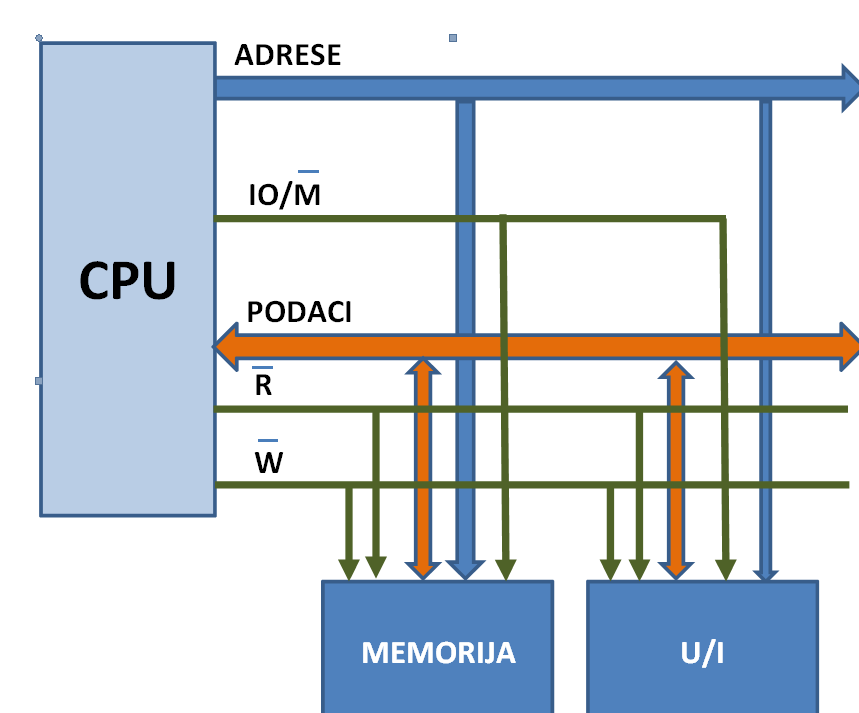 ADRESE
IO/M̅
CPU
PODACI
R̅
W̅
MEMORIJA
U/I